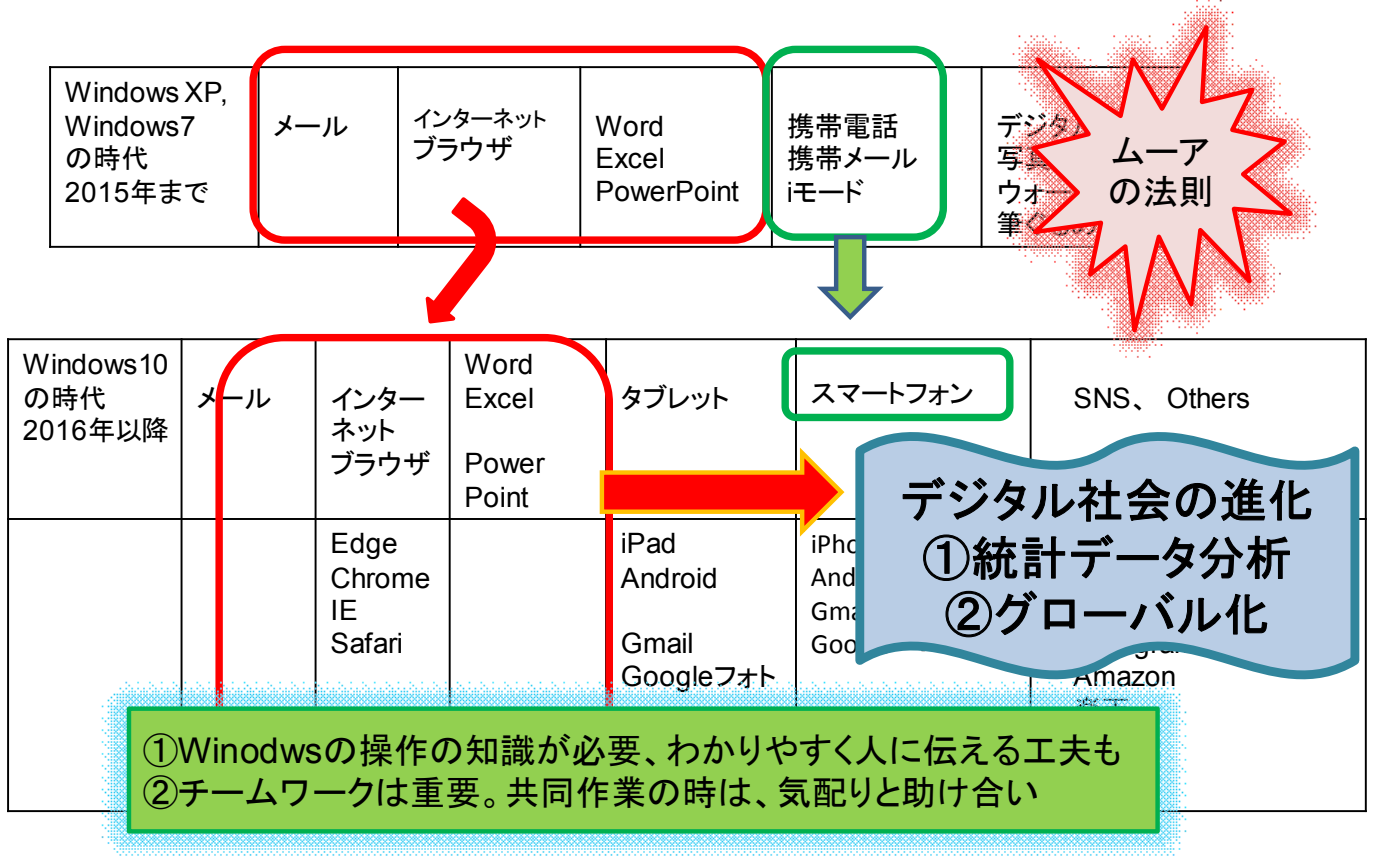 Windows XP,
Windows7
の時代
2015年まで
メール
インターネット
ブラウザ
Word
Excel
PowerPoint
携帯電話
携帯メール
iモード
ムーア
の法則
Windows10
の時代
2016年以降
メール
インター
ネット
ブラウザ
Word
Excel
Power
Point
タブレット
スマートフォン
SNS、 Others
Edge
Chrome
IE
Safari
iPad
Android
Gmail
Googleフォト
Amazon
デジタル社会の進化
①統計データ分析
②グローバル化
①Winodwsの操作の知識が必要、わかりやすく人に伝える工夫も
②チームワークは重要。共同作業の時は、気配りと助け合い